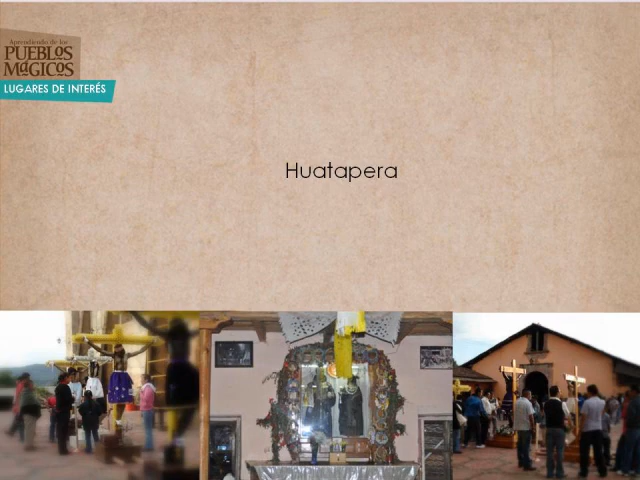 Aprendiendo de los
PUEBLOS
MáGICOS
LUGARES DE INTERÉS
Huatapera